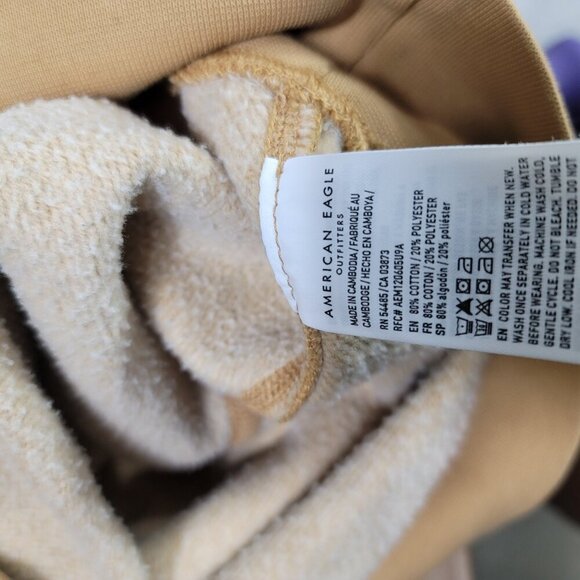 AMERICAN EAGLE
OUTFITTERS
MADE IN CAMBODIA / FABRIQUÉ AU
CAMBODGE / HECHO EN CAMBOYA /
RN 54485 / CA 03873
RFC# AEM120605U9A
EN 80% COTTON / 20% POLYESTER
FR 80% COTON / 20% POLYESTER
SP 80% algodón / 20% poliéster
EN COLOR MAY TRANSFER WHEN NEW.
WASH ONCE SEPARATELY IN COLD WATER
BEFORE WEARING. MACHINE WASH COLD,
GENTLE CYCLE. DO NOT BLEACH. TUMBLE
DRY LOW. COOL IRON IF NEEDED. DO NOT